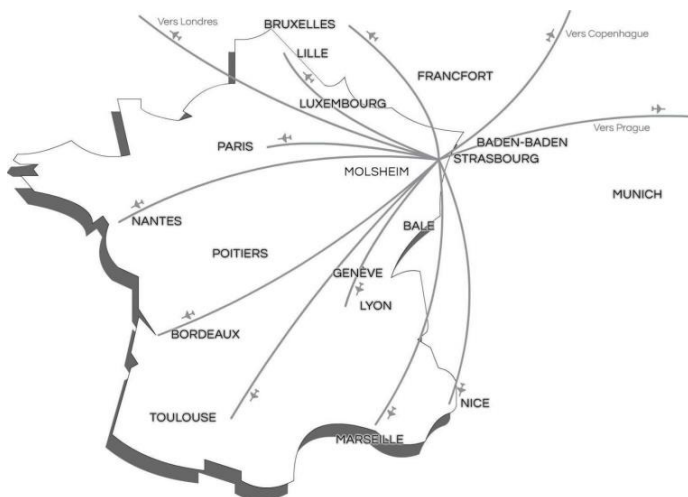 Vers Londres
BRUXELLES
Vers Copenhague
LILLE
FRANCFORT
LUXEMBOURG
Vers Prague
PARIS
BADEN-BADEN
STRASBOURG
MOLSHEIM
MUNICH
NANTES
BALE
POITIERS
GENÈVE
LYON
BORDEAUX
NICE
TOULOUSE
MARSEILLE